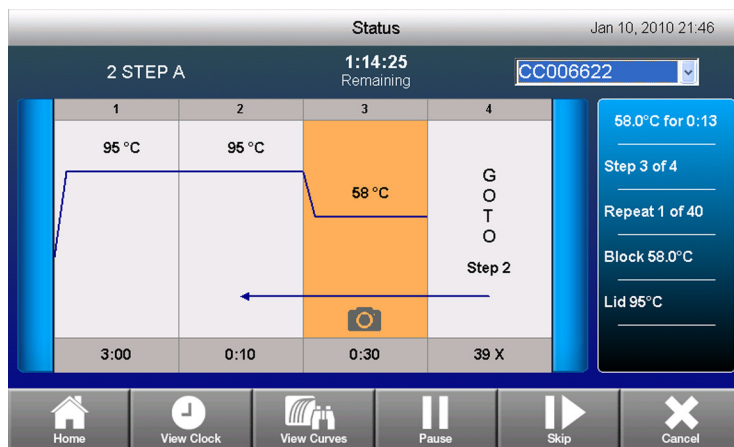 Status
Jan 10, 2010 21:46
2 STEP A
1:14:25
Remaining
CC006622
1
2
3
4
95 °C
95 °C
58 °C
G
O
T
O
Step 2
3:00
0:10
0:30
39 X
58.0°C for 0:13
Step 3 of 4
Repeat 1 of 40
Block 58.0°C
Lid 95°C
Home
View Clock
View Curves
Pause
Skip
Cancel